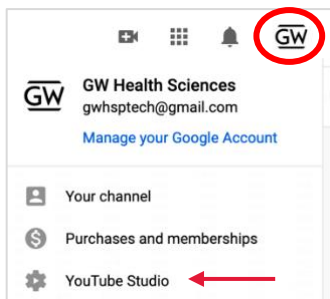 GW
GW
GW Health Sciences
gwhsptech@gmail.com
Manage your Google Account
Your channel
Purchases and memberships
YouTube Studio